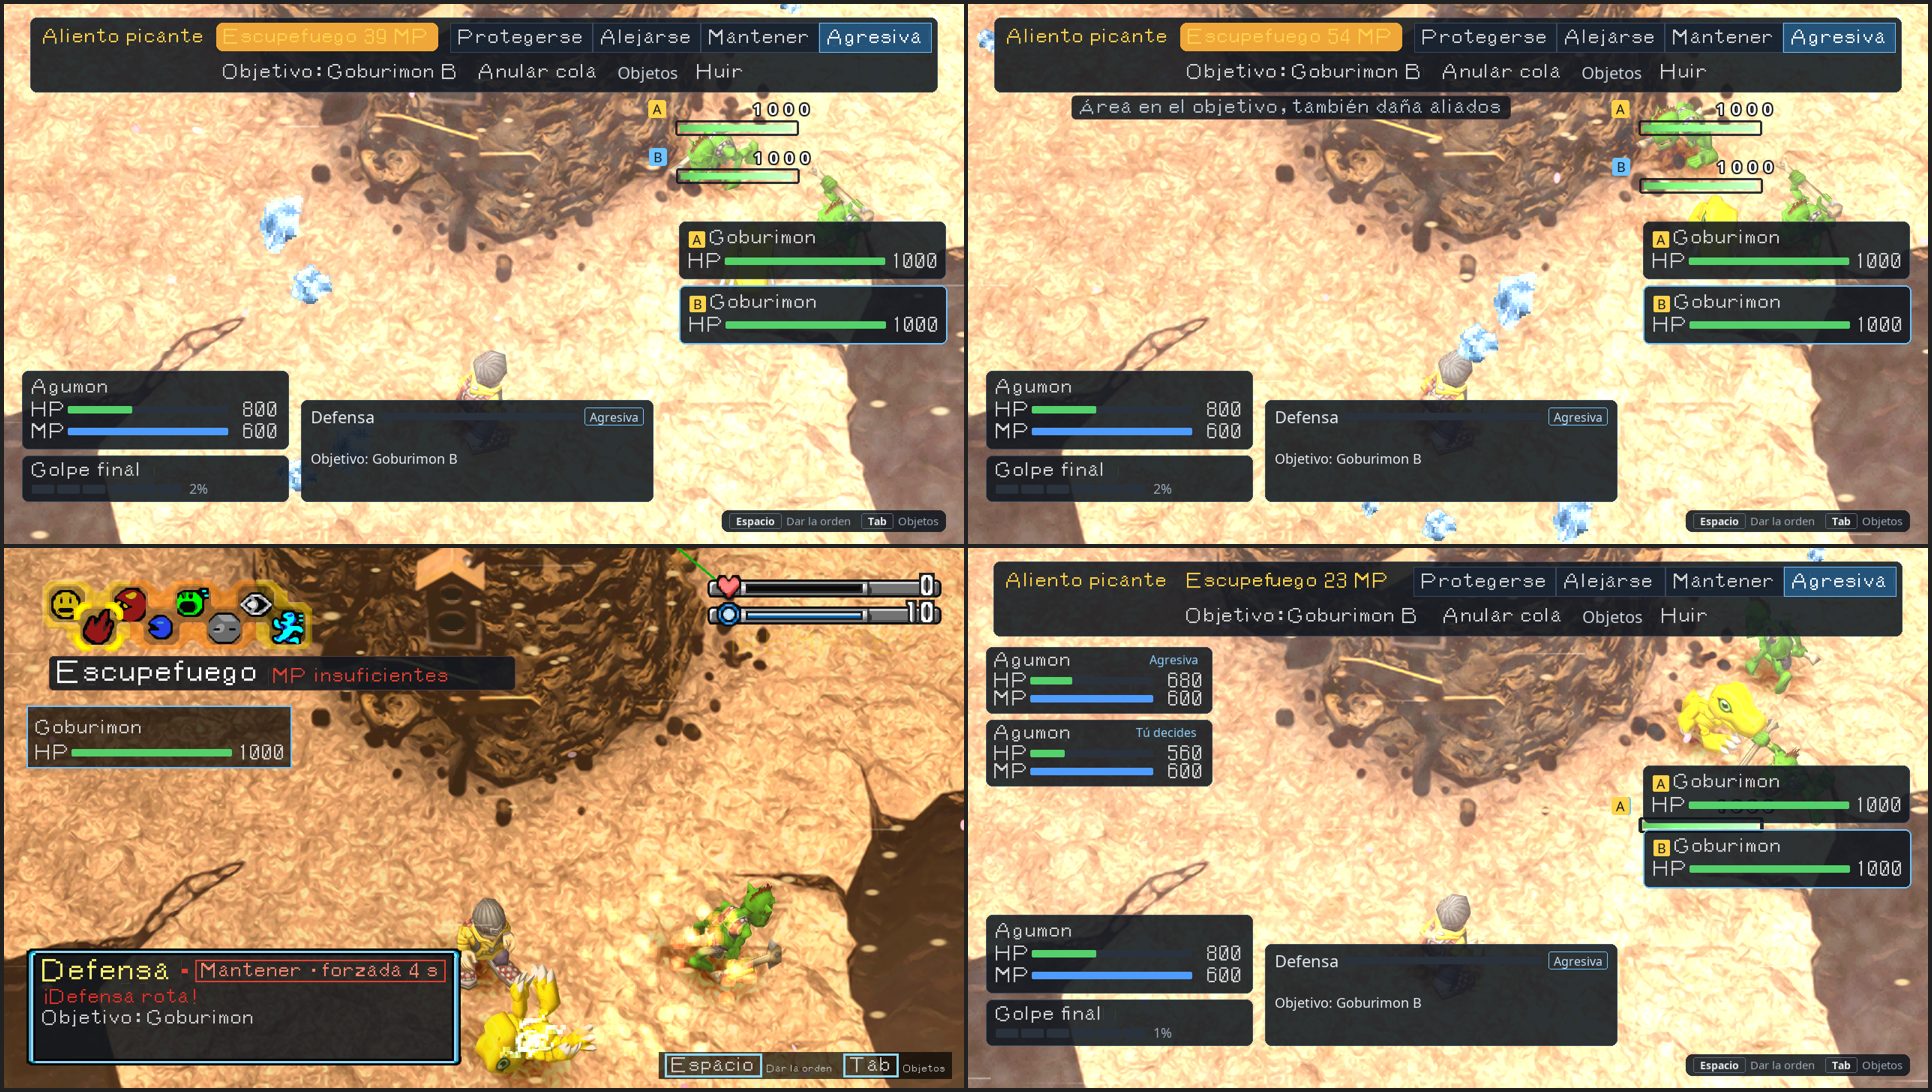 Aliento picante Escupefuego 39 MP Protegerse Alejarse Mantener Agresiva
Objetivo:Goburimon B Anular cola Objetos Huir
A 1000
B 1000
A Goburimon
HP 1000
B Goburimon
HP 1000
Agumon
HP 800
MP 600
Golpe final
2%
Defensa Agresiva
Objetivo: Goburimon B
Espacio Dar la orden Tab Objetos
Aliento picante Escupefuego 54 MP Protegerse Alejarse Mantener Agresiva
Objetivo:Goburimon B Anular cola Objetos Huir
Área en el objetivo, también daña aliados
A 1000
B 1000
A Goburimon
HP 1000
B Goburimon
HP 1000
Agumon
HP 800
MP 600
Golpe final
2%
Defensa Agresiva
Objetivo: Goburimon B
Espacio Dar la orden Tab Objetos
0
10
Escupefuego MP insuficientes
Goburimon
HP 1000
Defensa · Mantener · forzada 4 s
¡Defensa rota!
Objetivo:Goburimon
Espacio Dar la orden Tab Objetos
Aliento picante Escupefuego 23 MP Protegerse Alejarse Mantener Agresiva
Objetivo:Goburimon B Anular cola Objetos Huir
Agumon Agresiva
HP 680
MP 600
Agumon Tú decides
HP 560
MP 600
A
A Goburimon
HP 1000
B Goburimon
HP 1000
Agumon
HP 800
MP 600
Golpe final
1%
Defensa Agresiva
Objetivo: Goburimon B
Espacio Dar la orden Tab Objetos